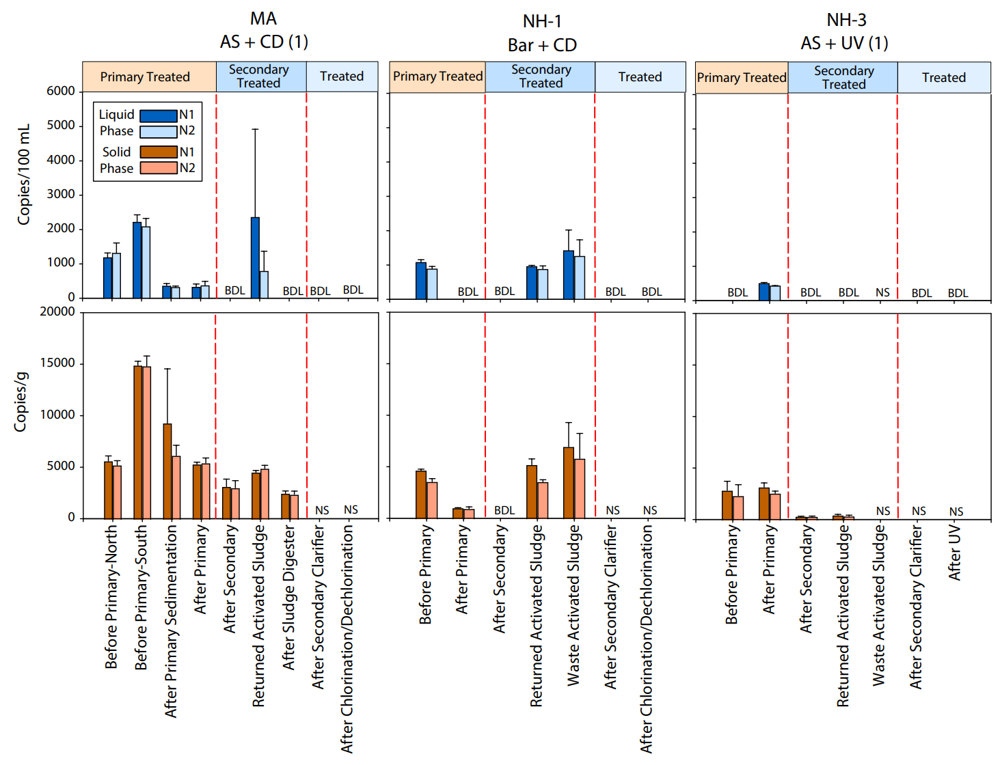 MA
AS + CD (1)
NH-1
Bar + CD
NH-3
AS + UV (1)
Primary Treated
Secondary
Treated
Treated
Primary Treated
Secondary
Treated
Treated
Primary Treated
Secondary
Treated
Treated
Copies/100 mL
6000
5000
4000
3000
2000
1000
0
Liquid N1
Phase N2
Solid N1
Phase N2
BDL
BDL
BDL
BDL
BDL
BDL
BDL
BDL
BDL
BDL
BDL
NS
BDL
BDL
Copies/g
20000
15000
10000
5000
0
NS
NS
BDL
NS
NS
NS
NS
NS
Before Primary-North
Before Primary-South
After Primary Sedimentation
After Primary
After Secondary
Returned Activated Sludge
After Sludge Digester
After Secondary Clarifier
After Chlorination/Dechlorination
Before Primary
After Primary
After Secondary
Returned Activated Sludge
Waste Activated Sludge
After Secondary Clarifier
After Chlorination/Dechlorination
Before Primary
After Primary
After Secondary
Returned Activated Sludge
Waste Activated Sludge
After Secondary Clarifier
After UV